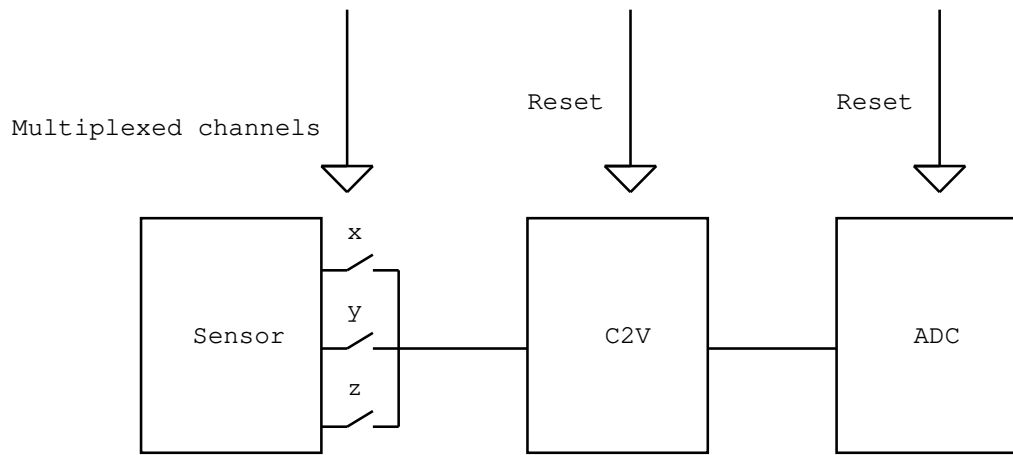 Reset
Reset
Multiplexed channels
x
y
Sensor
C2V
ADC
z